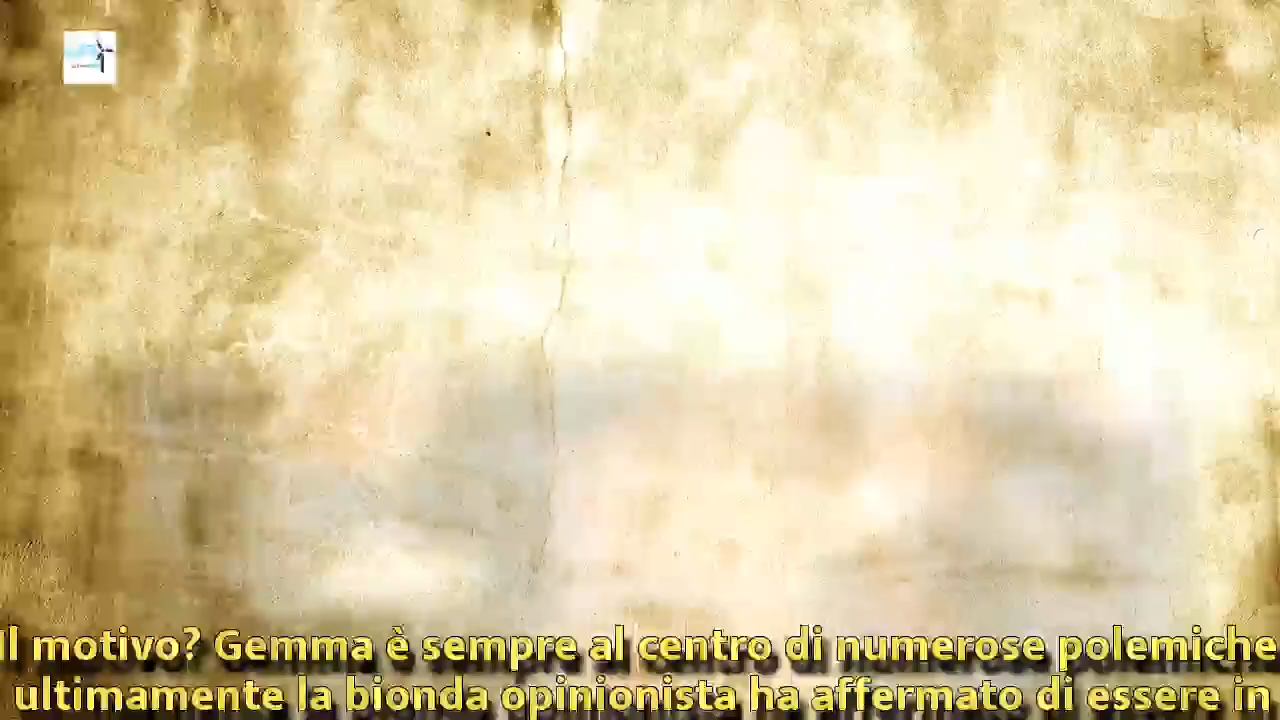 Il motivo? Gemma è sempre al centro di numerose polemiche
ultimamente la bionda opinionista ha affermato di essere in